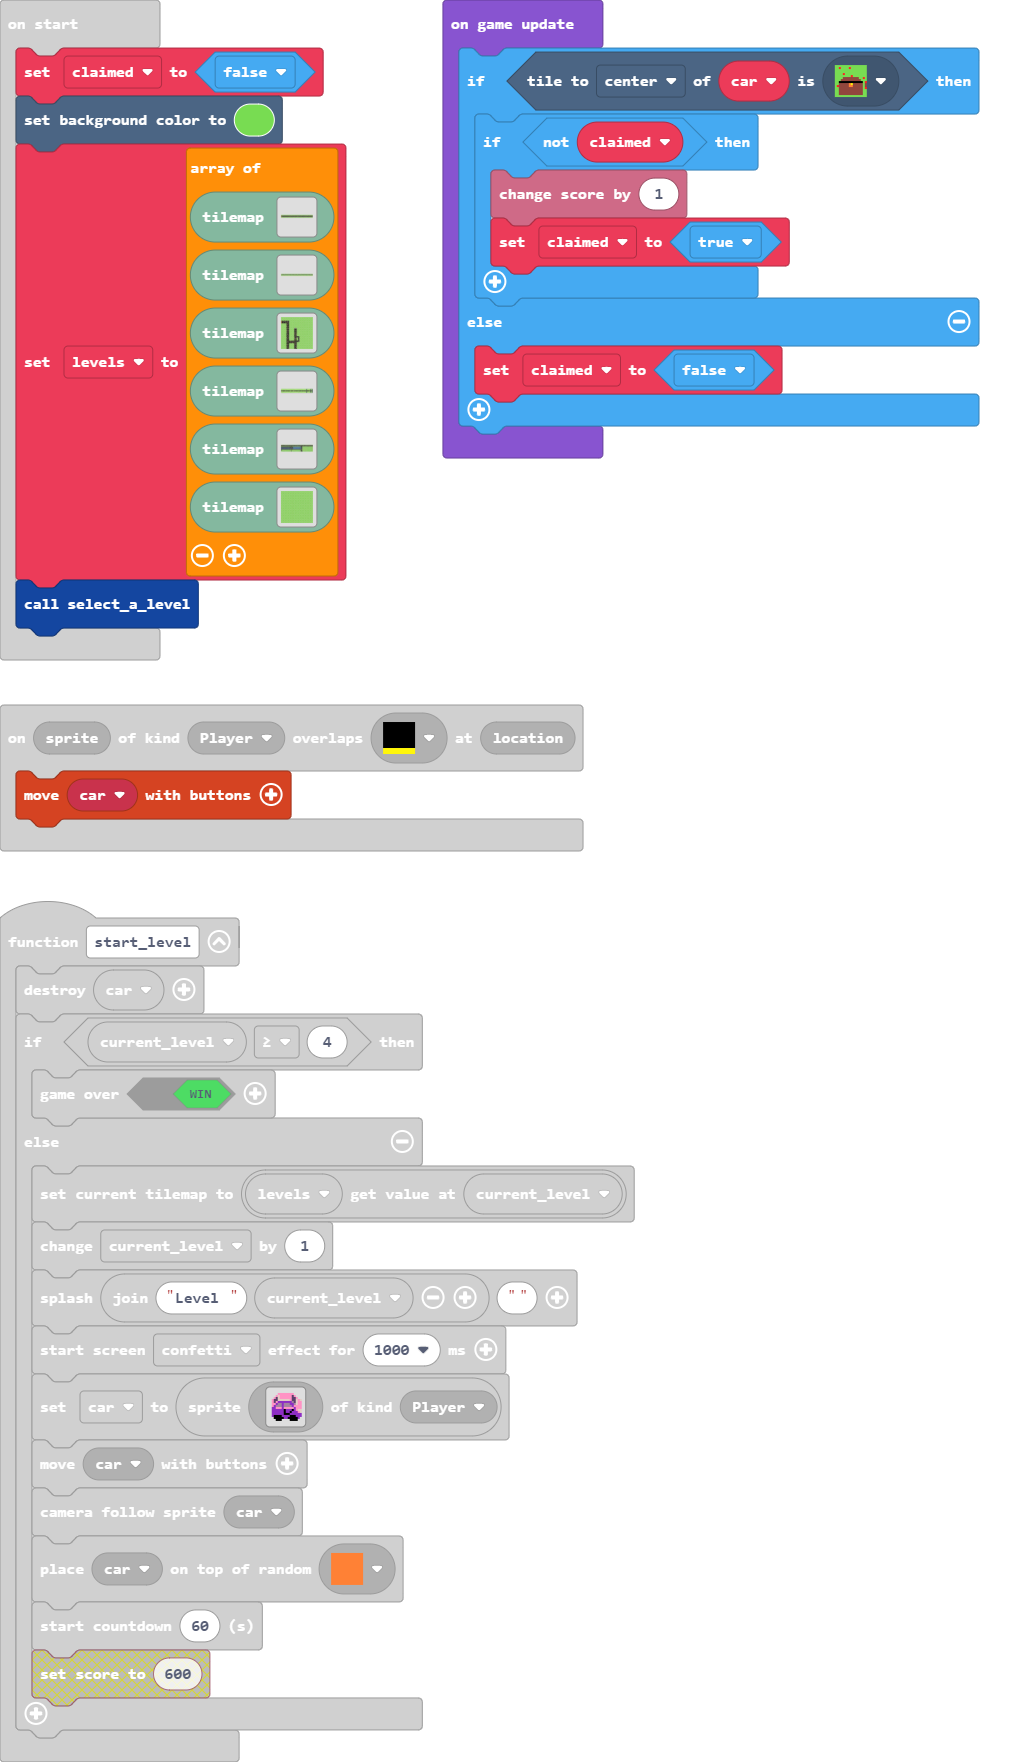 on start
set claimed to false
set background color to
set levels to
array of
tilemap
tilemap
tilemap
tilemap
tilemap
tilemap
call select_a_level
on game update
if tile to center of car is then
if not claimed then
change score by 1
set claimed to true
else
set claimed to false
on sprite of kind Player overlaps at location
move car with buttons
function start_level
destroy car
if current_level ≥ 4 then
game over WIN
else
set current tilemap to levels get value at current_level
change current_level by 1
splash join "Level " current_level ""
start screen confetti effect for 1000 ms
set car to sprite of kind Player
move car with buttons
camera follow sprite car
place car on top of random
start countdown 60 (s)
set score to 600